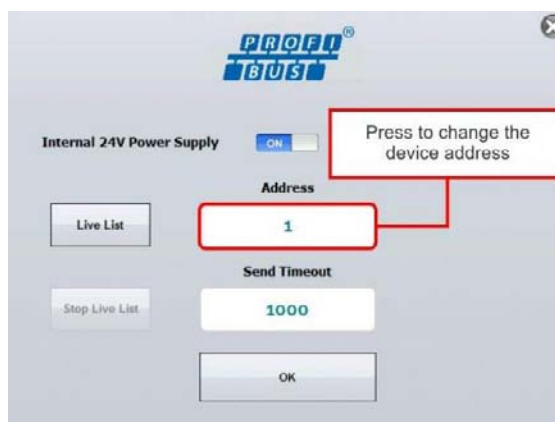 PROFI®
BUS
Internal 24V Power Supply
ON
Press to change the
device address
Address
Live List
1
Send Timeout
Stop Live List
1000
OK